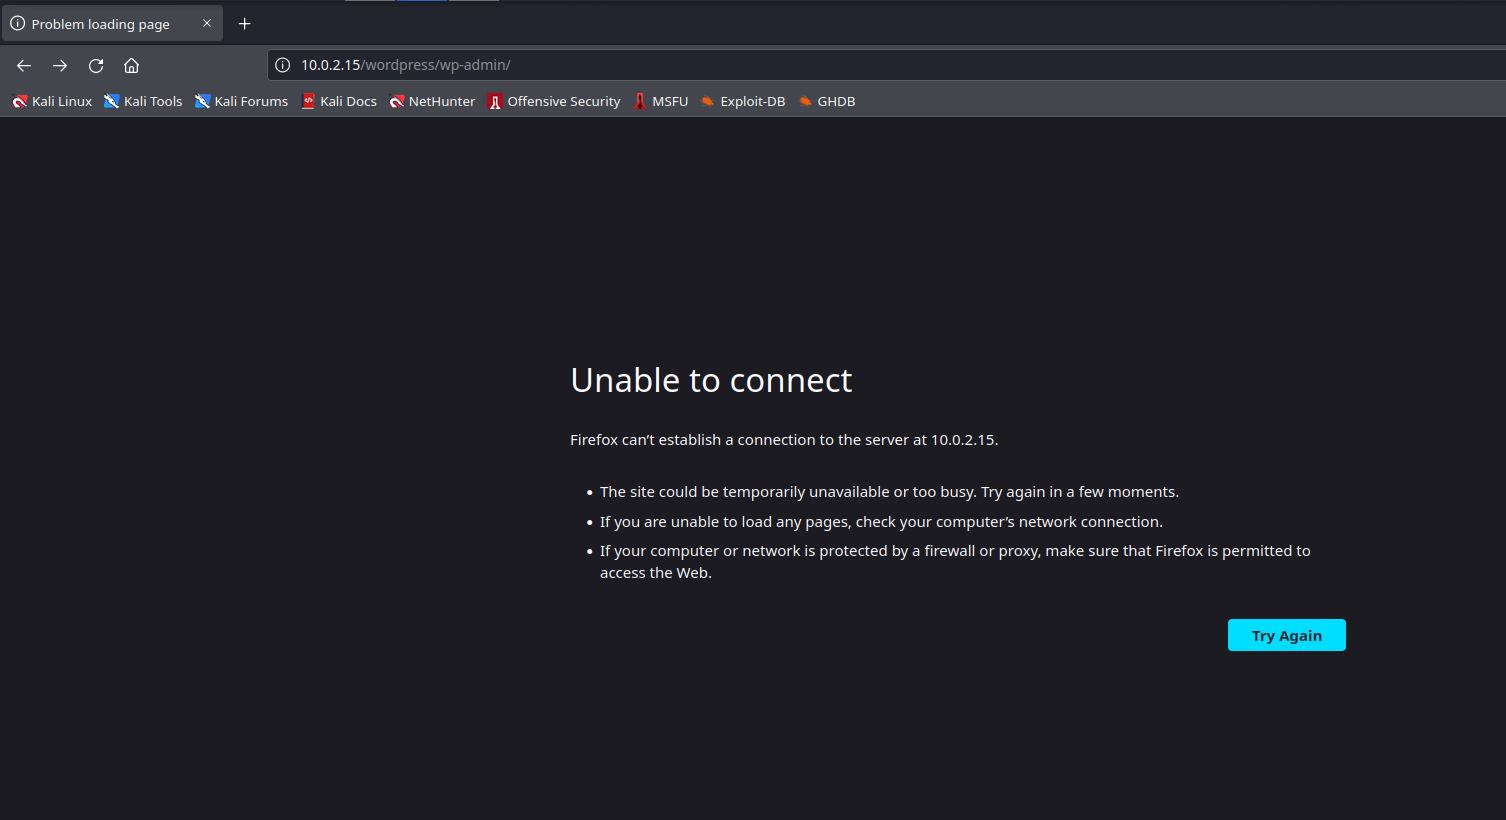 Problem loading page
10.0.2.15/wordpress/wp-admin/
Kali Linux Kali Tools Kali Forums Kali Docs NetHunter Offensive Security MSFU Exploit-DB GHDB
Unable to connect
Firefox can’t establish a connection to the server at 10.0.2.15.
• The site could be temporarily unavailable or too busy. Try again in a few moments.
• If you are unable to load any pages, check your computer’s network connection.
• If your computer or network is protected by a firewall or proxy, make sure that Firefox is permitted to
access the Web.
Try Again